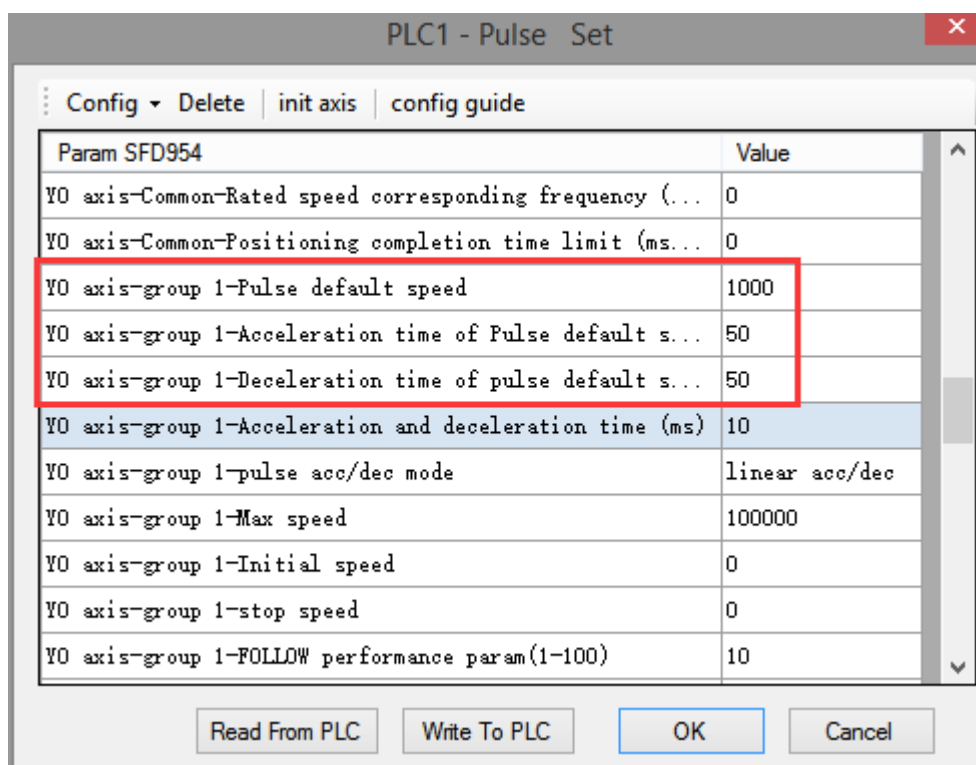 PLC1 - Pulse Set
Config Delete init axis config guide
Param SFD954 Value
Y0 axis-Common-Rated speed corresponding frequency (... 0
Y0 axis-Common-Positioning completion time limit (ms... 0
Y0 axis-group 1-Pulse default speed 1000
Y0 axis-group 1-Acceleration time of Pulse default s... 50
Y0 axis-group 1-Deceleration time of pulse default s... 50
Y0 axis-group 1-Acceleration and deceleration time (ms) 10
Y0 axis-group 1-pulse acc/dec mode linear acc/dec
Y0 axis-group 1-Max speed 100000
Y0 axis-group 1-Initial speed 0
Y0 axis-group 1-stop speed 0
Y0 axis-group 1-FOLLOW performance param(1-100) 10
Read From PLC Write To PLC OK Cancel